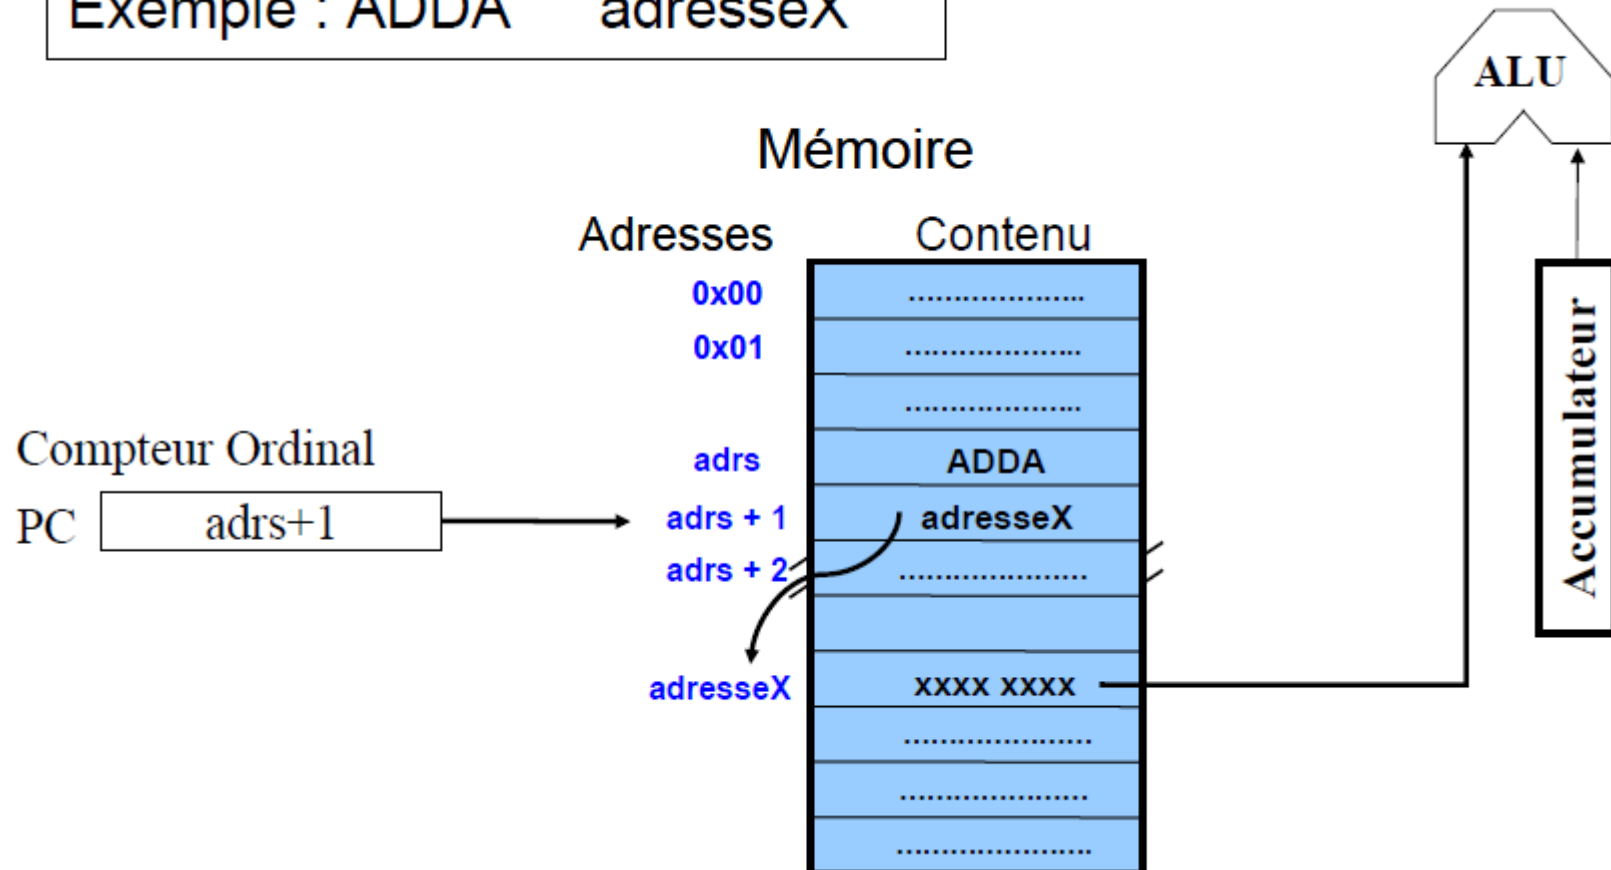 Exemple : ADDA adresseX
ALU
Mémoire
Adresses Contenu
0x00 .....................
0x01 .....................
.....................
Compteur Ordinal
adrs ADDA
PC adrs+1
adrs + 1 adresseX
adrs + 2 .....................
adresseX xxxx xxxx
.....................
.....................
.....................
Accumulateur